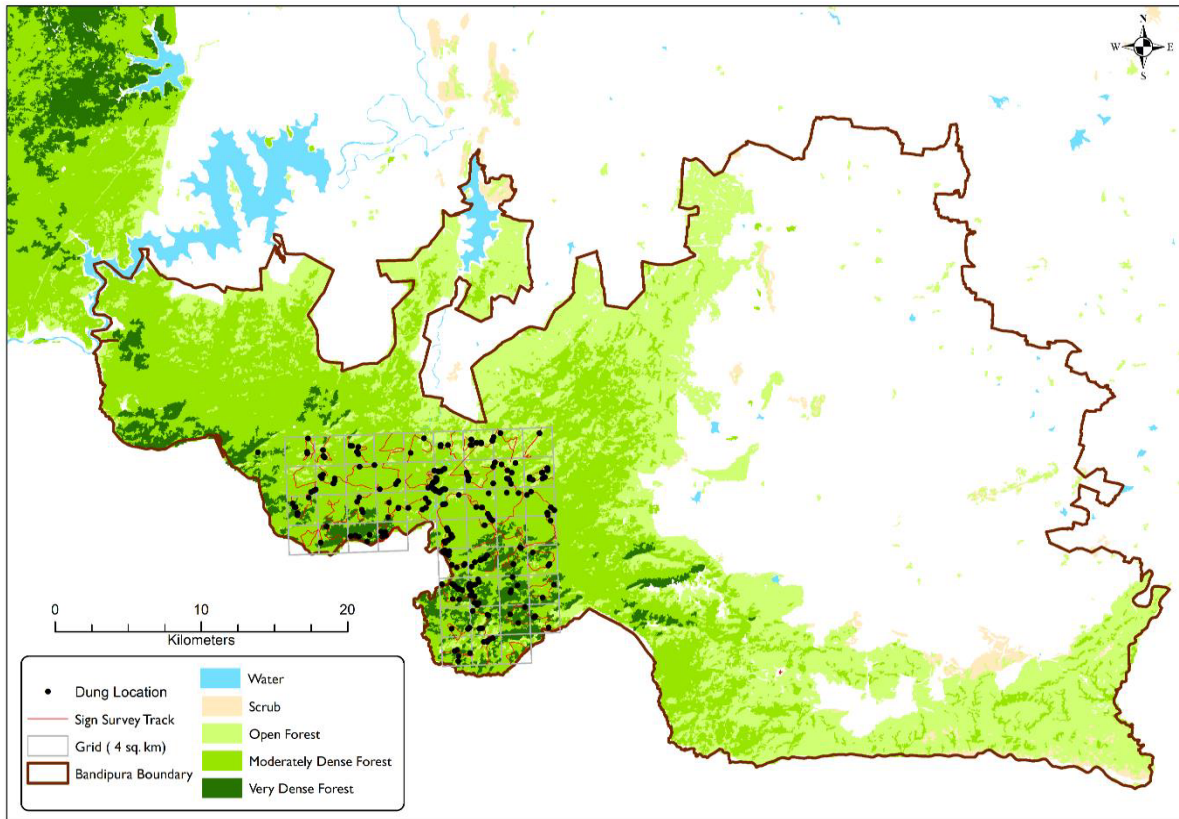 N
W E
S
0 10 20
Kilometers
Dung Location
Sign Survey Track
Grid ( 4 sq. km)
Bandipura Boundary
Water
Scrub
Open Forest
Moderately Dense Forest
Very Dense Forest